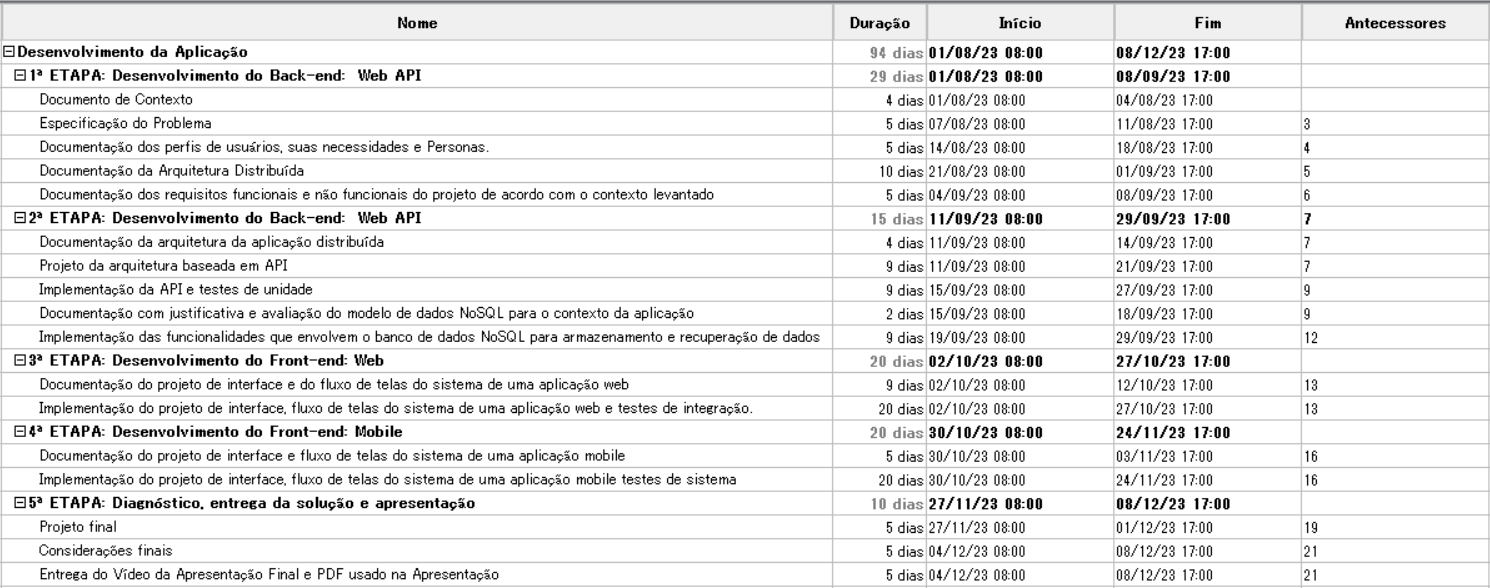 Nome Duração Início Fim Antecessores
Desenvolvimento da Aplicação 94 dias 01/08/23 08:00 08/12/23 17:00
1ª ETAPA: Desenvolvimento do Back-end: Web API 29 dias 01/08/23 08:00 08/09/23 17:00
Documento de Contexto 4 dias 01/08/23 08:00 04/08/23 17:00
Especificação do Problema 5 dias 07/08/23 08:00 11/08/23 17:00 3
Documentação dos perfis de usuários, suas necessidades e Personas. 5 dias 14/08/23 08:00 18/08/23 17:00 4
Documentação da Arquitetura Distribuída 10 dias 21/08/23 08:00 01/09/23 17:00 5
Documentação dos requisitos funcionais e não funcionais do projeto de acordo com o contexto levantado 5 dias 04/09/23 08:00 08/09/23 17:00 6
2ª ETAPA: Desenvolvimento do Back-end: Web API 15 dias 11/09/23 08:00 29/09/23 17:00 7
Documentação da arquitetura da aplicação distribuída 4 dias 11/09/23 08:00 14/09/23 17:00 7
Projeto da arquitetura baseada em API 9 dias 11/09/23 08:00 21/09/23 17:00 7
Implementação da API e testes de unidade 9 dias 15/09/23 08:00 27/09/23 17:00 9
Documentação com justificativa e avaliação do modelo de dados NoSQL para o contexto da aplicação 2 dias 15/09/23 08:00 18/09/23 17:00 9
Implementação das funcionalidades que envolvem o banco de dados NoSQL para armazenamento e recuperação de dados 9 dias 19/09/23 08:00 29/09/23 17:00 12
3ª ETAPA: Desenvolvimento do Front-end: Web 20 dias 02/10/23 08:00 27/10/23 17:00
Documentação do projeto de interface e do fluxo de telas do sistema de uma aplicação web 9 dias 02/10/23 08:00 12/10/23 17:00 13
Implementação do projeto de interface, fluxo de telas do sistema de uma aplicação web e testes de integração. 20 dias 02/10/23 08:00 27/10/23 17:00 13
4ª ETAPA: Desenvolvimento do Front-end: Mobile 20 dias 30/10/23 08:00 24/11/23 17:00
Documentação do projeto de interface e fluxo de telas do sistema de uma aplicação mobile 5 dias 30/10/23 08:00 03/11/23 17:00 16
Implementação do projeto de interface, fluxo de telas do sistema de uma aplicação mobile testes de sistema 20 dias 30/10/23 08:00 24/11/23 17:00 16
5ª ETAPA: Diagnóstico, entrega da solução e apresentação 10 dias 27/11/23 08:00 08/12/23 17:00
Projeto final 5 dias 27/11/23 08:00 01/12/23 17:00 19
Considerações finais 5 dias 04/12/23 08:00 08/12/23 17:00 21
Entrega do Vídeo da Apresentação Final e PDF usado na Apresentação 5 dias 04/12/23 08:00 08/12/23 17:00 21